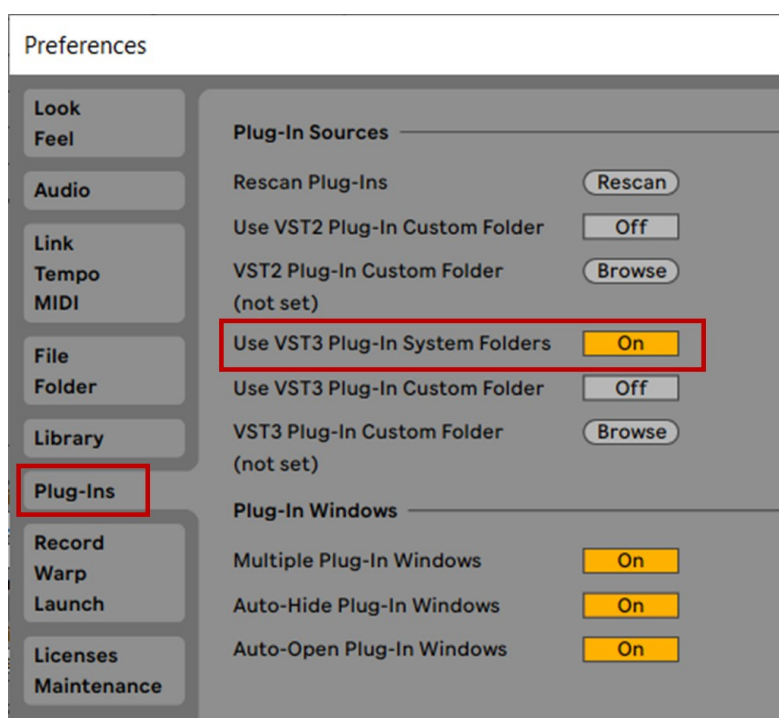 Preferences
Look
Feel
Audio
Link
Tempo
MIDI
File
Folder
Library
Plug-Ins
Record
Warp
Launch
Licenses
Maintenance
Plug-In Sources
Rescan Plug-Ins Rescan
Use VST2 Plug-In Custom Folder Off
VST2 Plug-In Custom Folder Browse
(not set)
Use VST3 Plug-In System Folders On
Use VST3 Plug-In Custom Folder Off
VST3 Plug-In Custom Folder Browse
(not set)
Plug-In Windows
Multiple Plug-In Windows On
Auto-Hide Plug-In Windows On
Auto-Open Plug-In Windows On